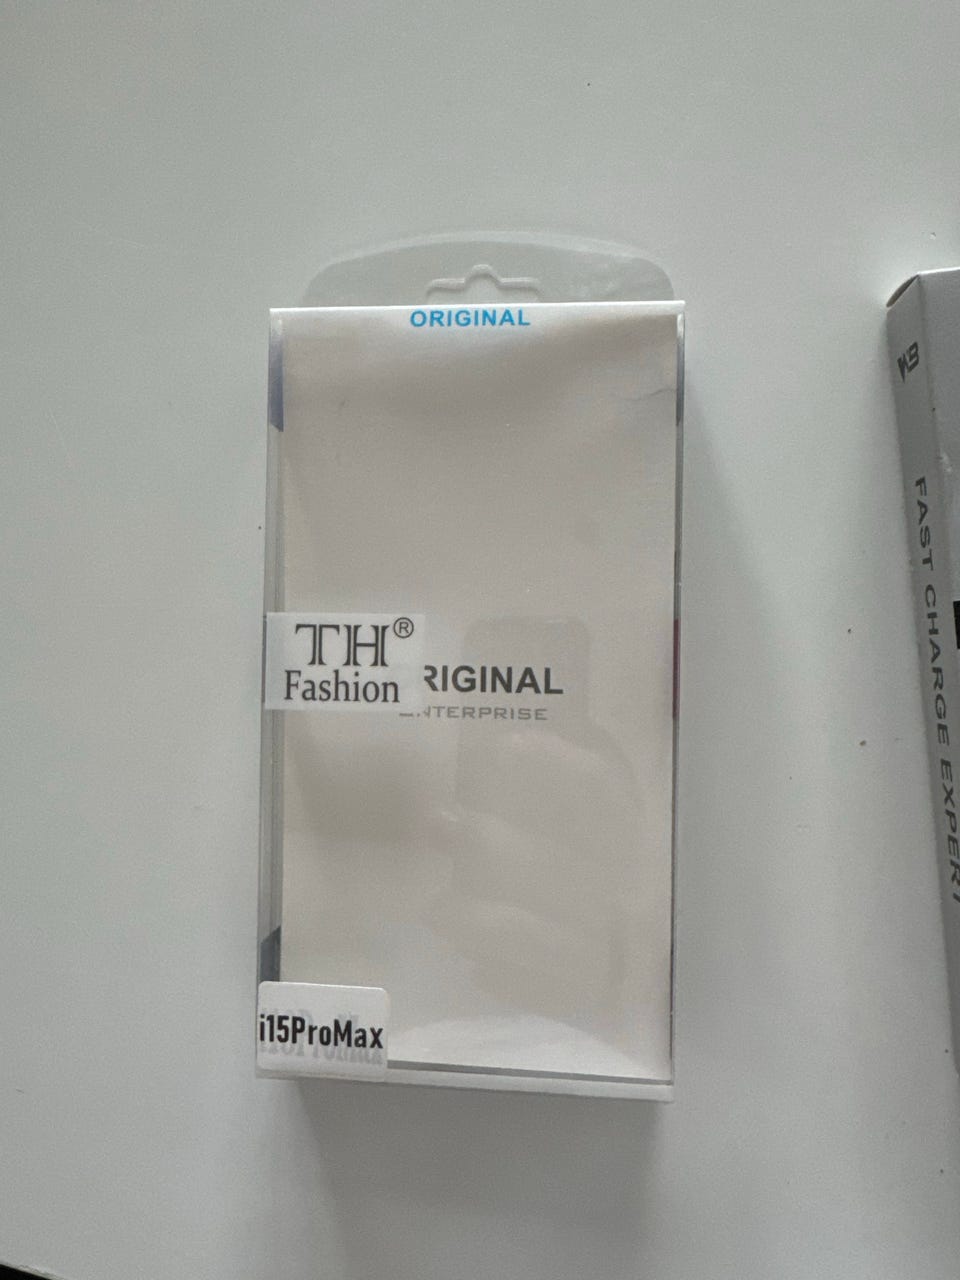 ORIGINAL
TH®
Fashion
RIGINAL
ENTERPRISE
i15ProMax
FAST CHARGE EXPERT